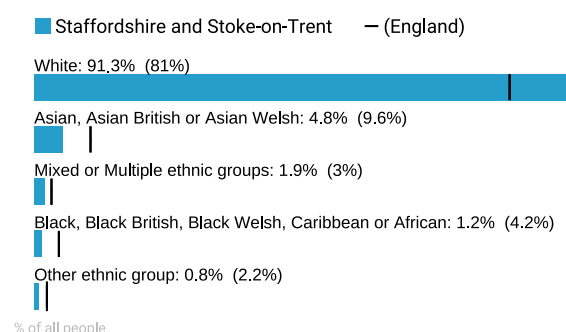 Staffordshire and Stoke-on-Trent — (England)
White: 91.3% (81%)
Asian, Asian British or Asian Welsh: 4.8% (9.6%)
Mixed or Multiple ethnic groups: 1.9% (3%)
Black, Black British, Black Welsh, Caribbean or African: 1.2% (4.2%)
Other ethnic group: 0.8% (2.2%)
% of all people